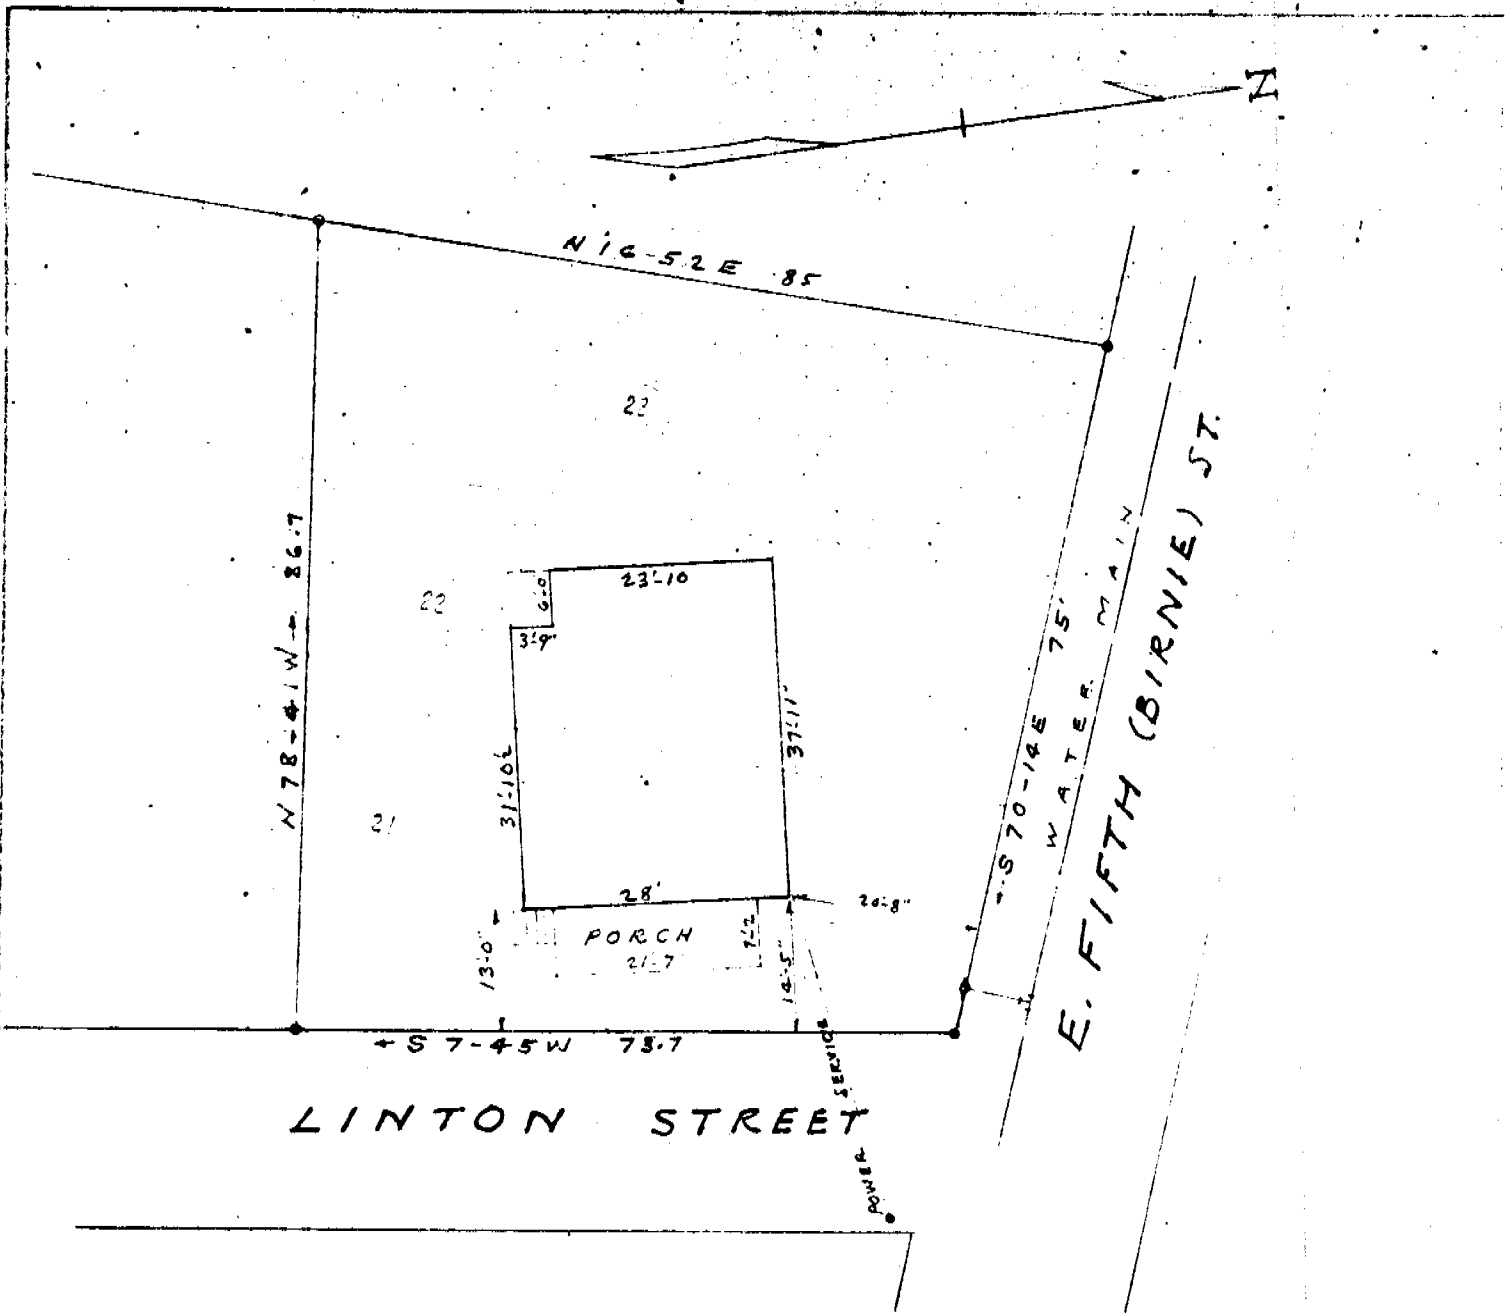 N
N 16-52 E 85
22
N 78-41 W 86.7
23'-10
6'-0
3'-9"
22
37'-11"
31'-10½
21
28'
20'-8"
PORCH
7'-2
21'-7
13'-0"
14'-5"
S 70-14 E 75'
WATER MAIN
E. FIFTH (BIRNIE) ST.
S 7-45 W 73.7
LINTON STREET
POWER SERVICE